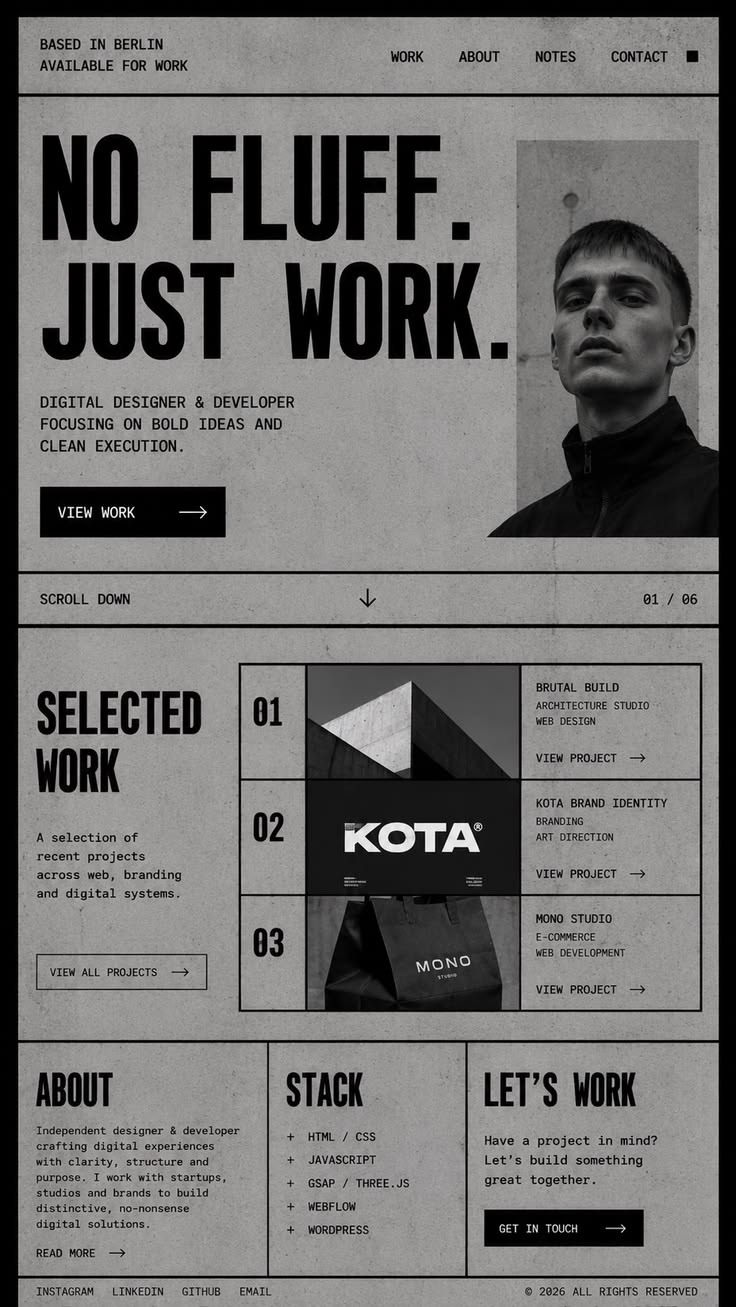 BASED IN BERLIN
AVAILABLE FOR WORK
WORK ABOUT NOTES CONTACT
NO FLUFF.
JUST WORK.
DIGITAL DESIGNER & DEVELOPER
FOCUSING ON BOLD IDEAS AND
CLEAN EXECUTION.
VIEW WORK →
SCROLL DOWN ↓ 01 / 06
SELECTED
WORK
A selection of
recent projects
across web, branding
and digital systems.
VIEW ALL PROJECTS →
01
BRUTAL BUILD
ARCHITECTURE STUDIO
WEB DESIGN
VIEW PROJECT →
02
KOTA®
KOTA BRAND IDENTITY
BRANDING
ART DIRECTION
VIEW PROJECT →
03
MONO
STUDIO
MONO STUDIO
E-COMMERCE
WEB DEVELOPMENT
VIEW PROJECT →
ABOUT
Independent designer & developer
crafting digital experiences
with clarity, structure and
purpose. I work with startups,
studios and brands to build
distinctive, no-nonsense
digital solutions.
READ MORE →
STACK
+ HTML / CSS
+ JAVASCRIPT
+ GSAP / THREE.JS
+ WEBFLOW
+ WORDPRESS
LET'S WORK
Have a project in mind?
Let's build something
great together.
GET IN TOUCH →
INSTAGRAM LINKEDIN GITHUB EMAIL
© 2026 ALL RIGHTS RESERVED